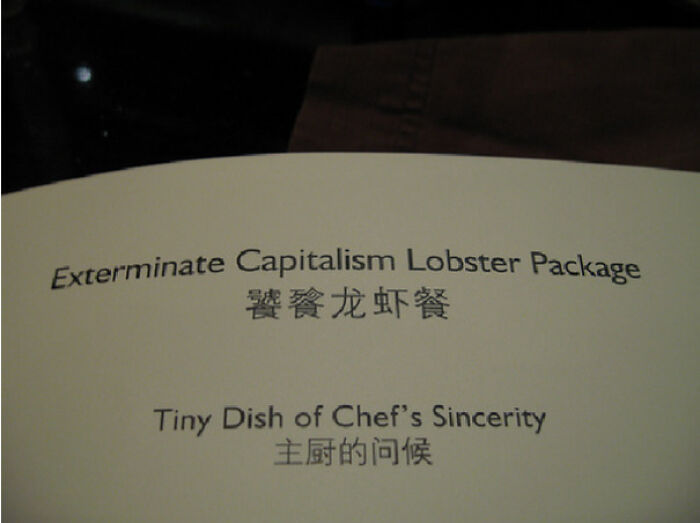 Exterminate Capitalism Lobster Package
饕餮龙虾餐
Tiny Dish of Chef's Sincerity
主厨的问候